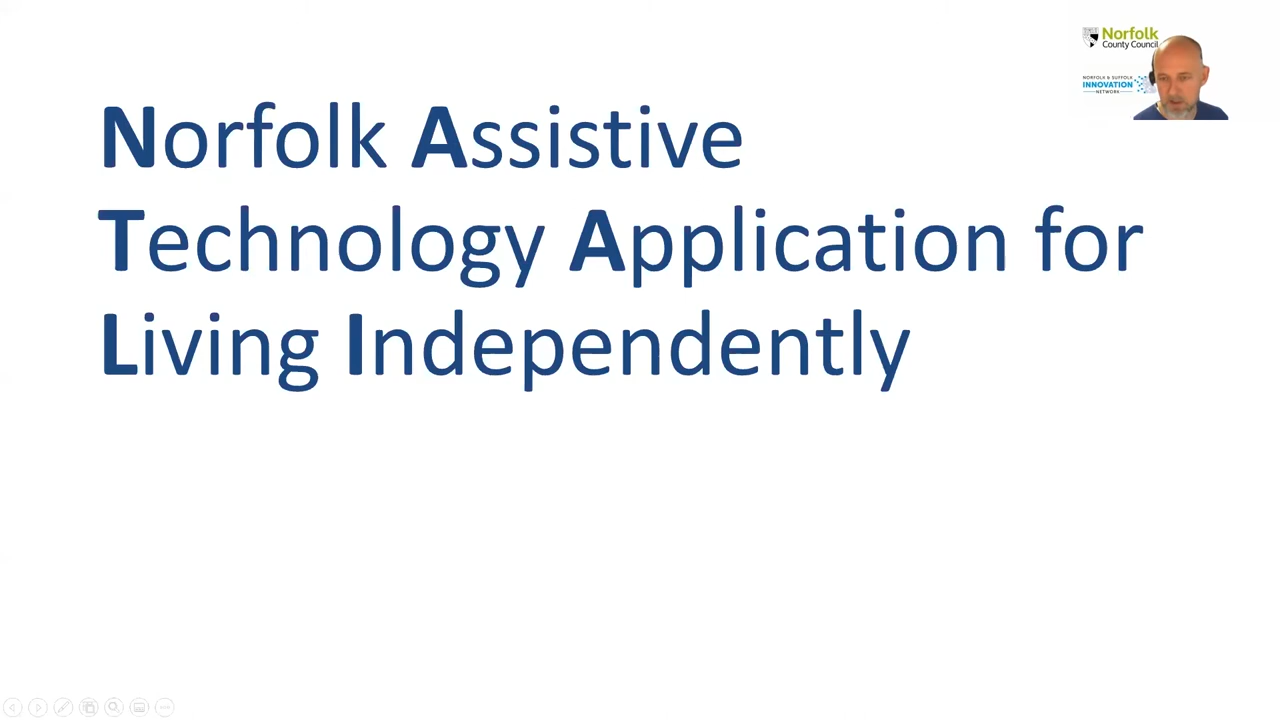 Norfolk
County Council
NORFOLK & SUFFOLK
INNOVATION
NETWORK
Norfolk Assistive
Technology Application for
Living Independently